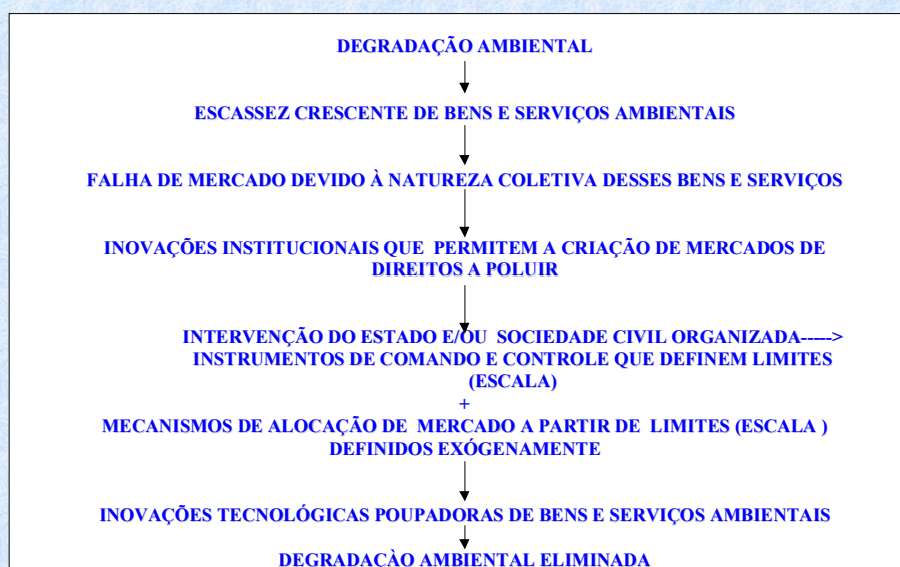 DEGRADAÇÃO AMBIENTAL
ESCASSEZ CRESCENTE DE BENS E SERVIÇOS AMBIENTAIS
FALHA DE MERCADO DEVIDO À NATUREZA COLETIVA DESSES BENS E SERVIÇOS
INOVAÇÕES INSTITUCIONAIS QUE PERMITEM A CRIAÇÃO DE MERCADOS DE
DIREITOS A POLUIR
INTERVENÇÃO DO ESTADO E/OU SOCIEDADE CIVIL ORGANIZADA----->
INSTRUMENTOS DE COMANDO E CONTROLE QUE DEFINEM LIMITES
(ESCALA)
+
MECANISMOS DE ALOCAÇÃO DE MERCADO A PARTIR DE LIMITES (ESCALA )
DEFINIDOS EXÓGENAMENTE
INOVAÇÕES TECNOLÓGICAS POUPADORAS DE BENS E SERVIÇOS AMBIENTAIS
DEGRADAÇÀO AMBIENTAL ELIMINADA